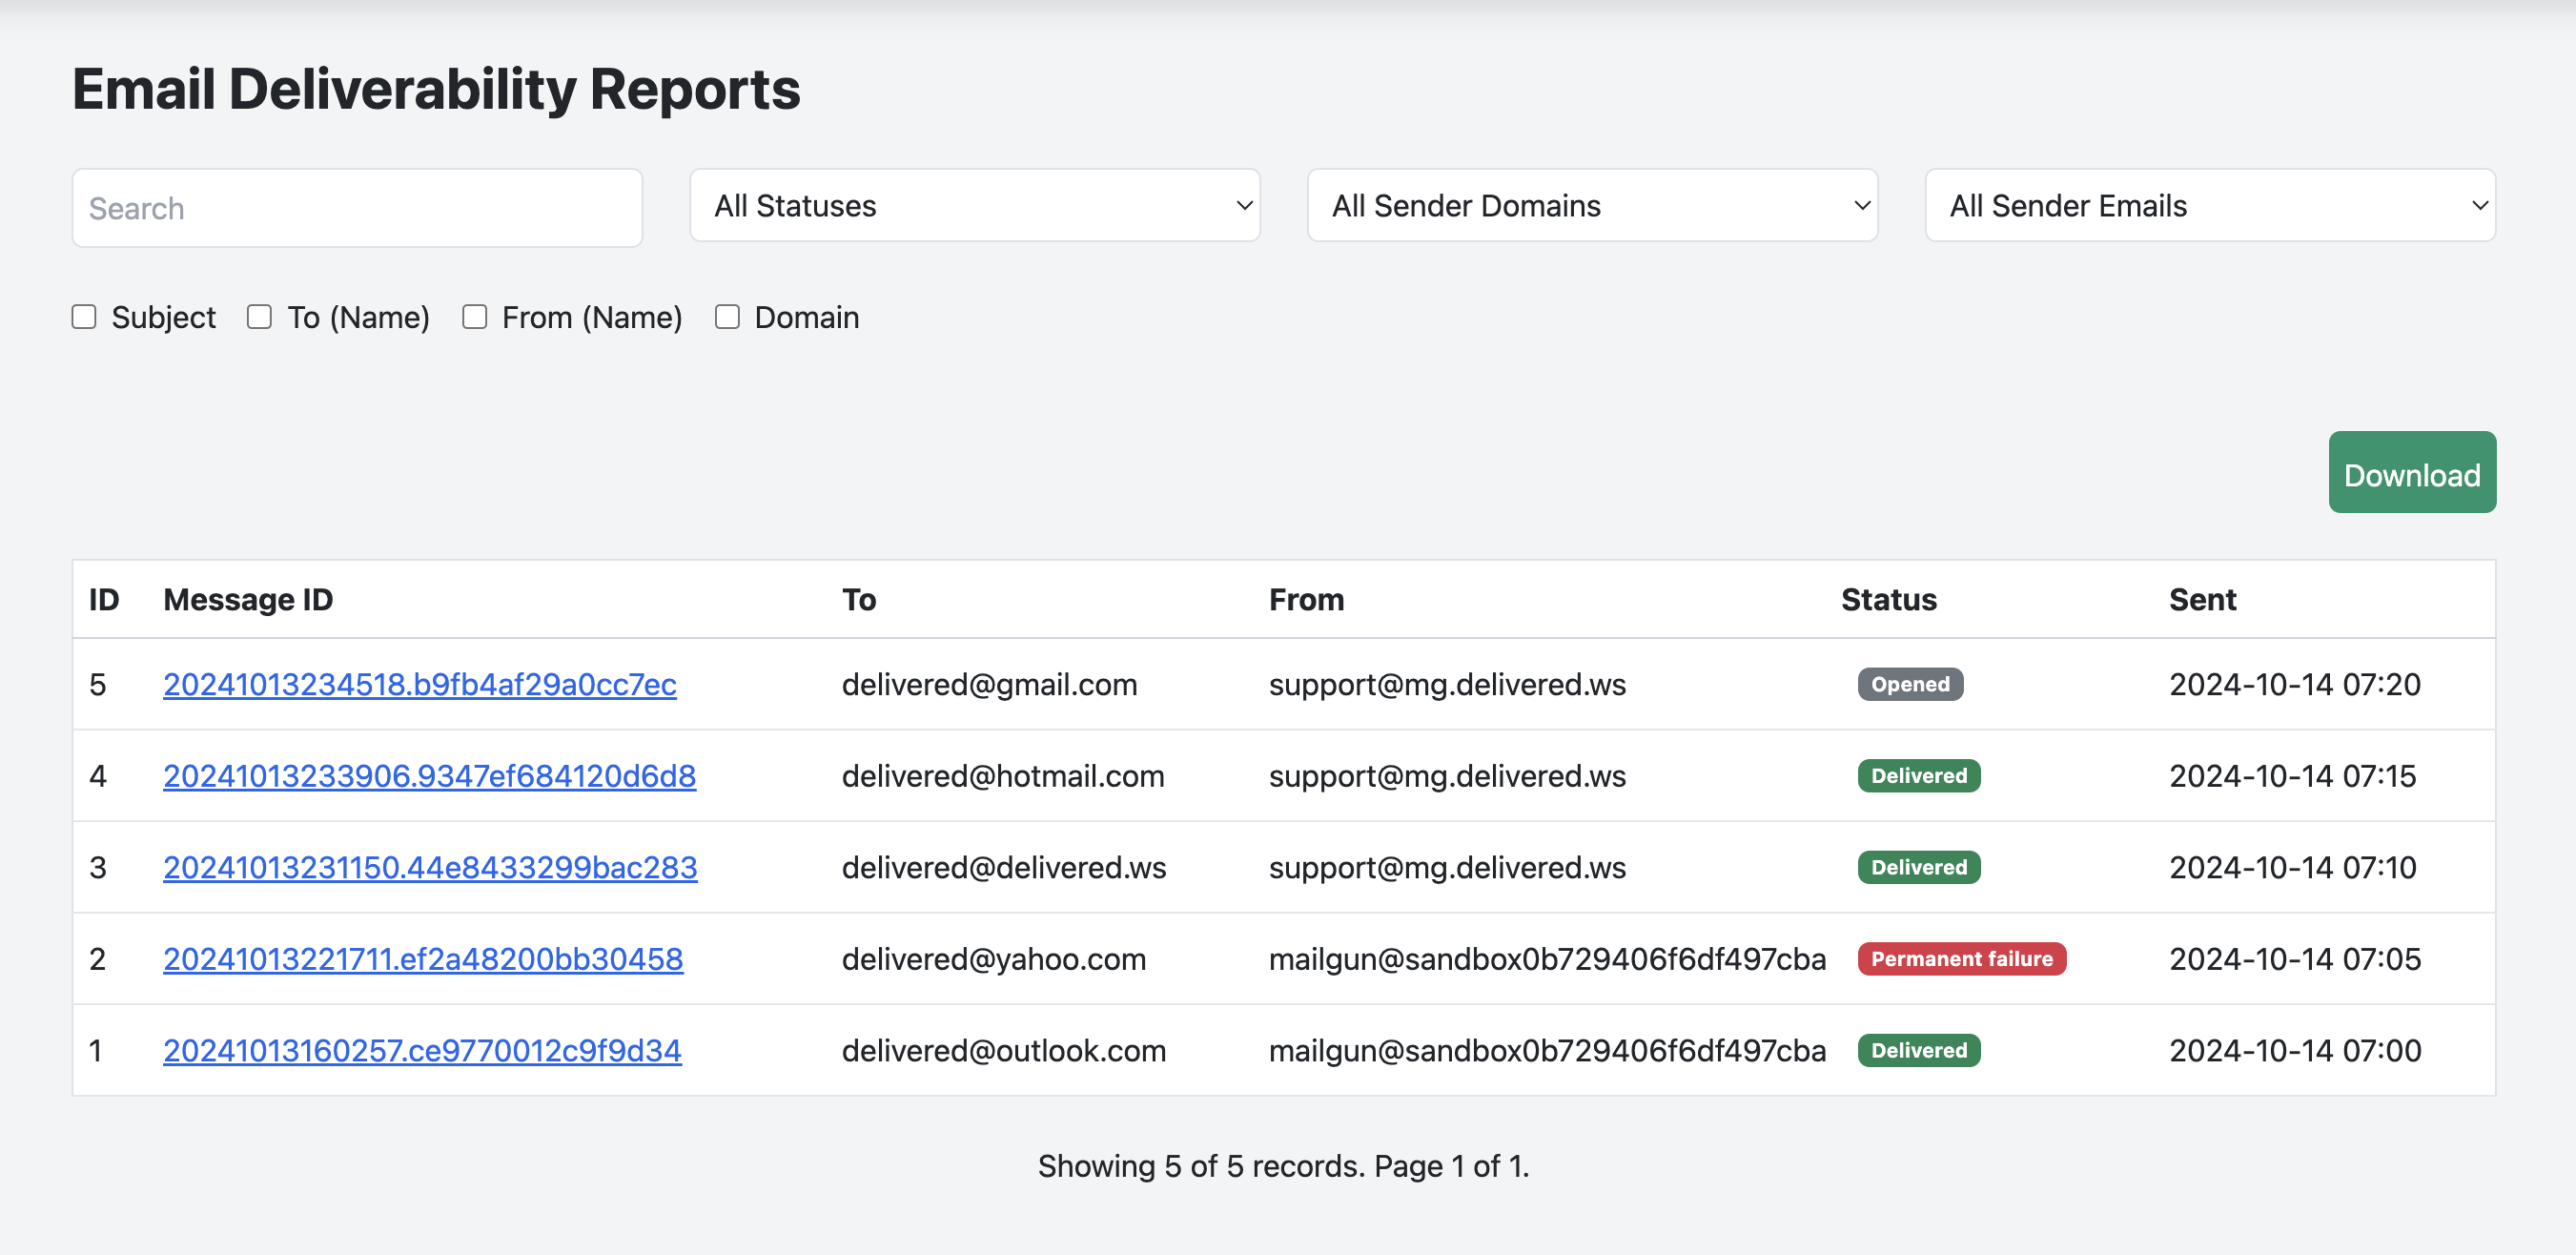 Email Deliverability Reports
Search All Statuses All Sender Domains All Sender Emails
Subject To (Name) From (Name) Domain
Download
ID Message ID To From Status Sent
5 20241013234518.b9fb4af29a0cc7ec delivered@gmail.com support@mg.delivered.ws Opened 2024-10-14 07:20
4 20241013233906.9347ef684120d6d8 delivered@hotmail.com support@mg.delivered.ws Delivered 2024-10-14 07:15
3 20241013231150.44e8433299bac283 delivered@delivered.ws support@mg.delivered.ws Delivered 2024-10-14 07:10
2 20241013221711.ef2a48200bb30458 delivered@yahoo.com mailgun@sandbox0b729406f6df497cba Permanent failure 2024-10-14 07:05
1 20241013160257.ce9770012c9f9d34 delivered@outlook.com mailgun@sandbox0b729406f6df497cba Delivered 2024-10-14 07:00
Showing 5 of 5 records. Page 1 of 1.